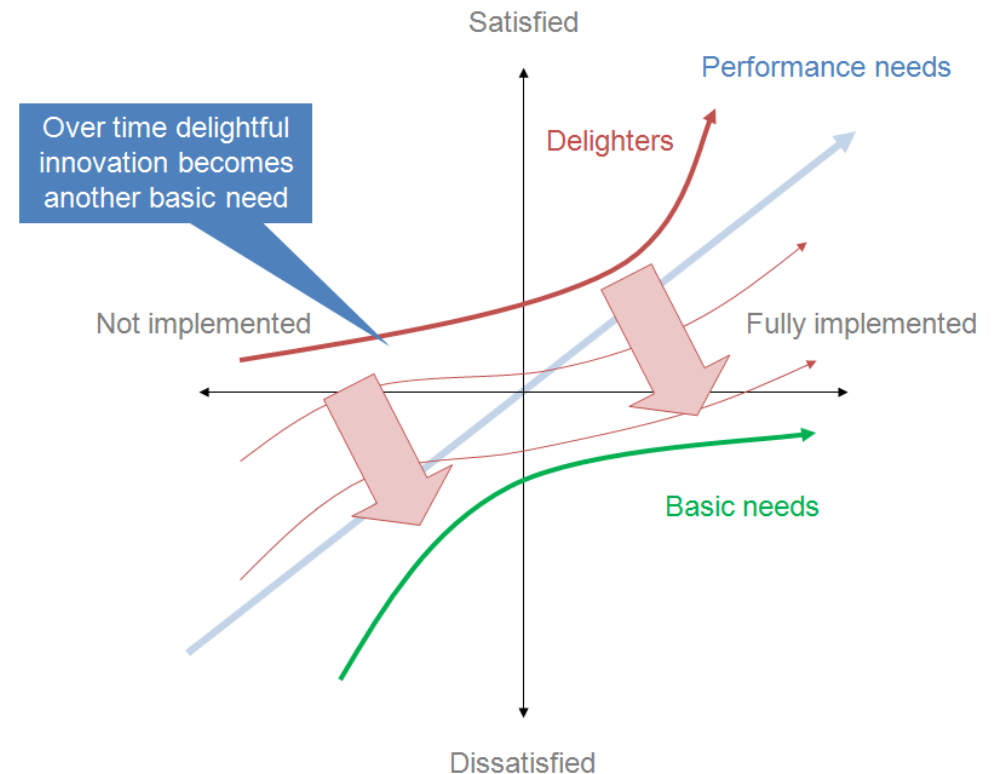 Satisfied
Performance needs
Over time delightful
innovation becomes
another basic need
Delighters
Not implemented
Fully implemented
Basic needs
Dissatisfied